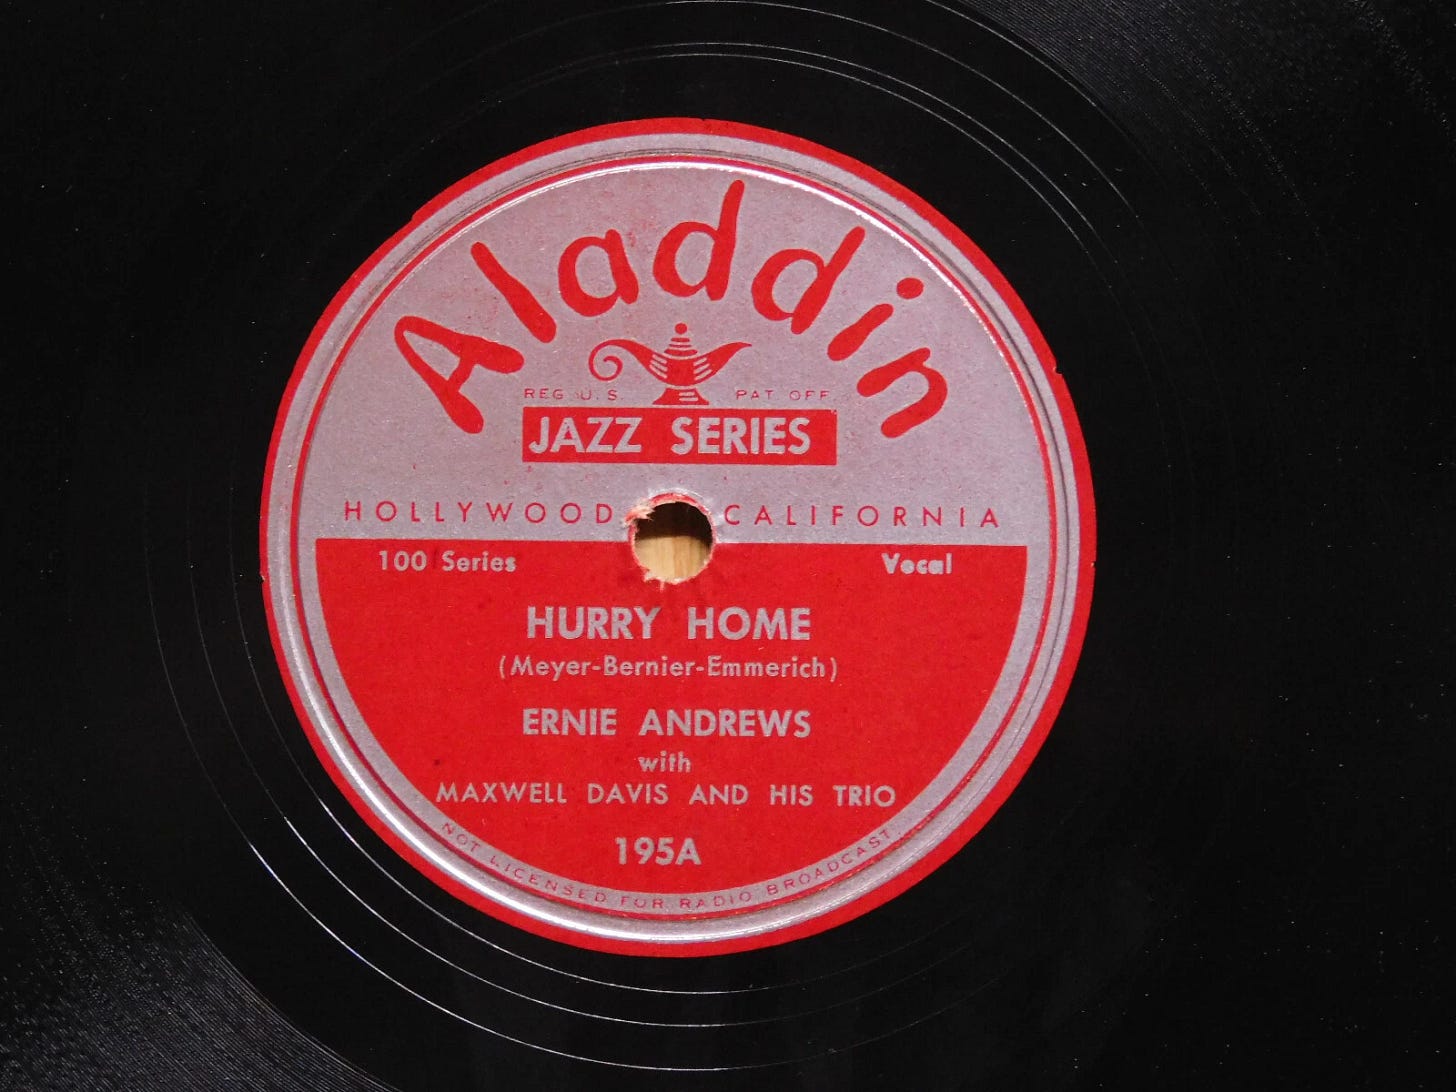 Aladdin
REG U.S. PAT OFF
JAZZ SERIES
HOLLYWOOD CALIFORNIA
100 Series Vocal
HURRY HOME
(Meyer-Bernier-Emmerich)
ERNIE ANDREWS
with
MAXWELL DAVIS AND HIS TRIO
195A
NOT LICENSED FOR RADIO BROADCAST